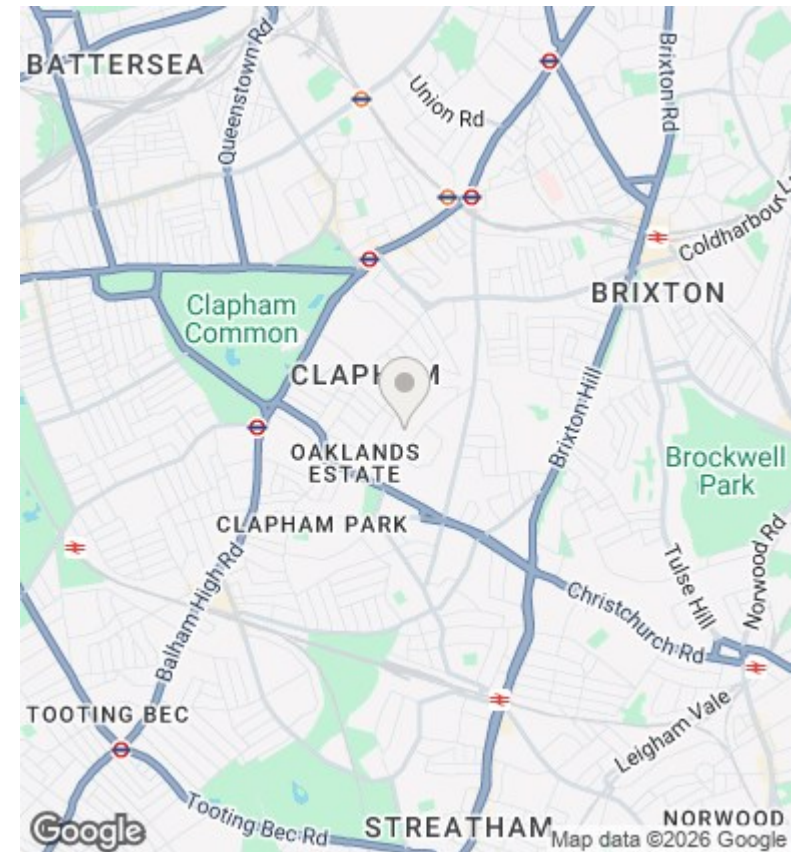 BATTERSEA
Queenstown Rd
Union Rd
Brixton Rd
Coldharbour L
Clapham
Common
BRIXTON
CLAPHAM
OAKLANDS
ESTATE
Brixton Hill
Brockwell
Park
CLAPHAM PARK
Balham High Rd
Tulse Hill
Norwood Rd
Christchurch Rd
TOOTING BEC
Leigham Vale
Tooting Bec Rd
STREATHAM
NORWOOD
Google
Map data ©2026 Google